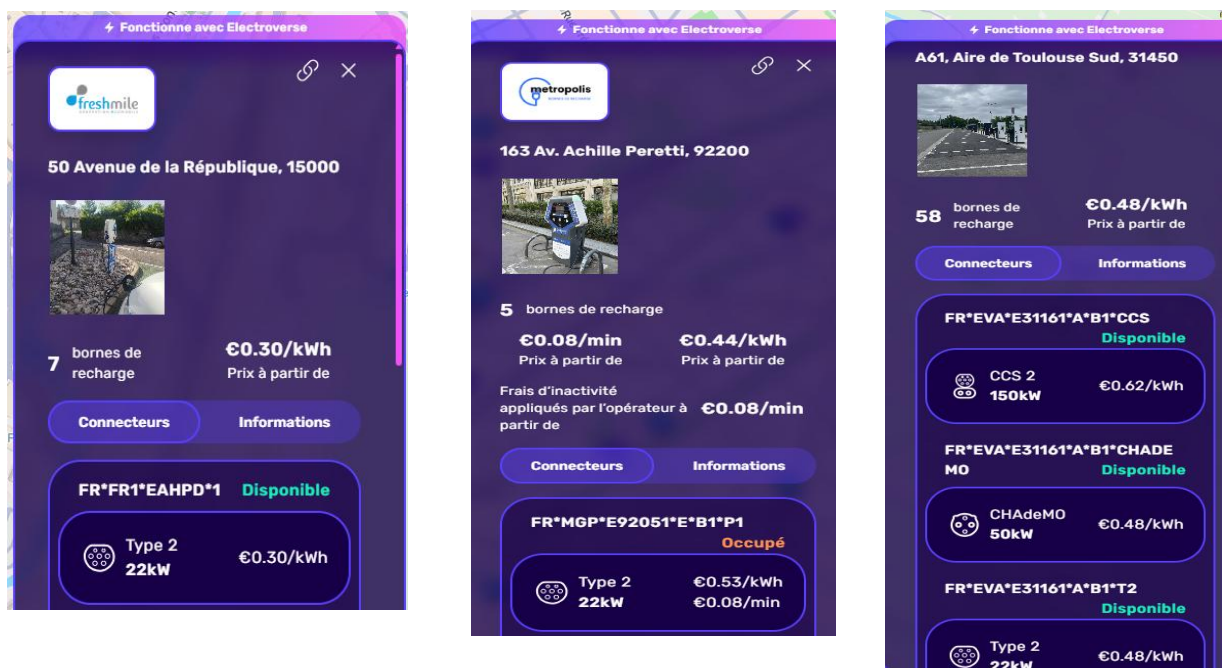 Fonctionne avec Electroverse
freshmile
50 Avenue de la République, 15000
7 bornes de recharge
€0.30/kWh
Prix à partir de
Connecteurs Informations
FR*FR1*EAHPD*1 Disponible
Type 2
22kW
€0.30/kWh
Fonctionne avec Electroverse
metropolis
163 Av. Achille Peretti, 92200
5 bornes de recharge
€0.08/min €0.44/kWh
Prix à partir de Prix à partir de
Frais d'inactivité
appliqués par l'opérateur à €0.08/min
partir de
Connecteurs Informations
FR*MGP*E92051*E*B1*P1
Occupé
Type 2 €0.53/kWh
22kW €0.08/min
Fonctionne avec Electroverse
A61, Aire de Toulouse Sud, 31450
58 bornes de recharge
€0.48/kWh
Prix à partir de
Connecteurs Informations
FR*EVA*E31161*A*B1*CCS
Disponible
CCS 2
150kW
€0.62/kWh
FR*EVA*E31161*A*B1*CHADE
MO Disponible
CHAdeMO
50kW
€0.48/kWh
FR*EVA*E31161*A*B1*T2
Disponible
Type 2
22kW
€0.48/kWh